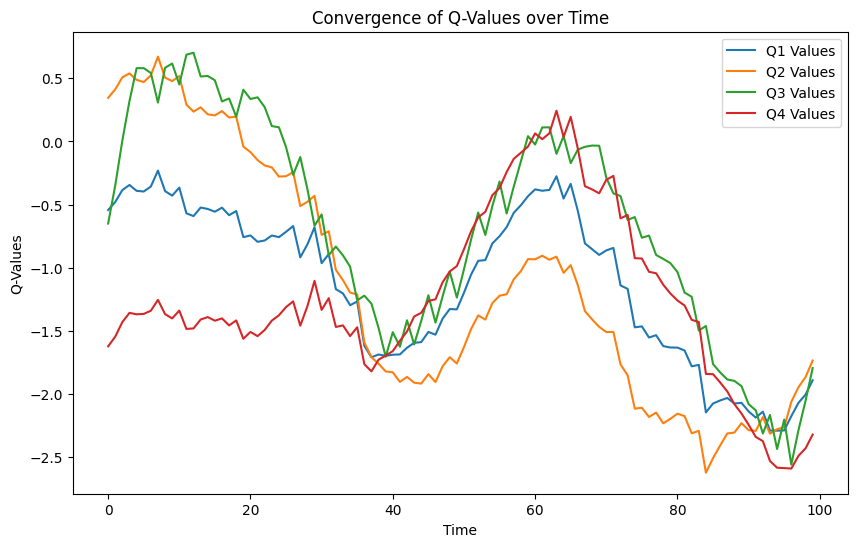 Convergence of Q-Values over Time
Q1 Values
Q2 Values
Q3 Values
Q4 Values
Q-Values
0.5
0.0
−0.5
−1.0
−1.5
−2.0
−2.5
0 20 40 60 80 100
Time